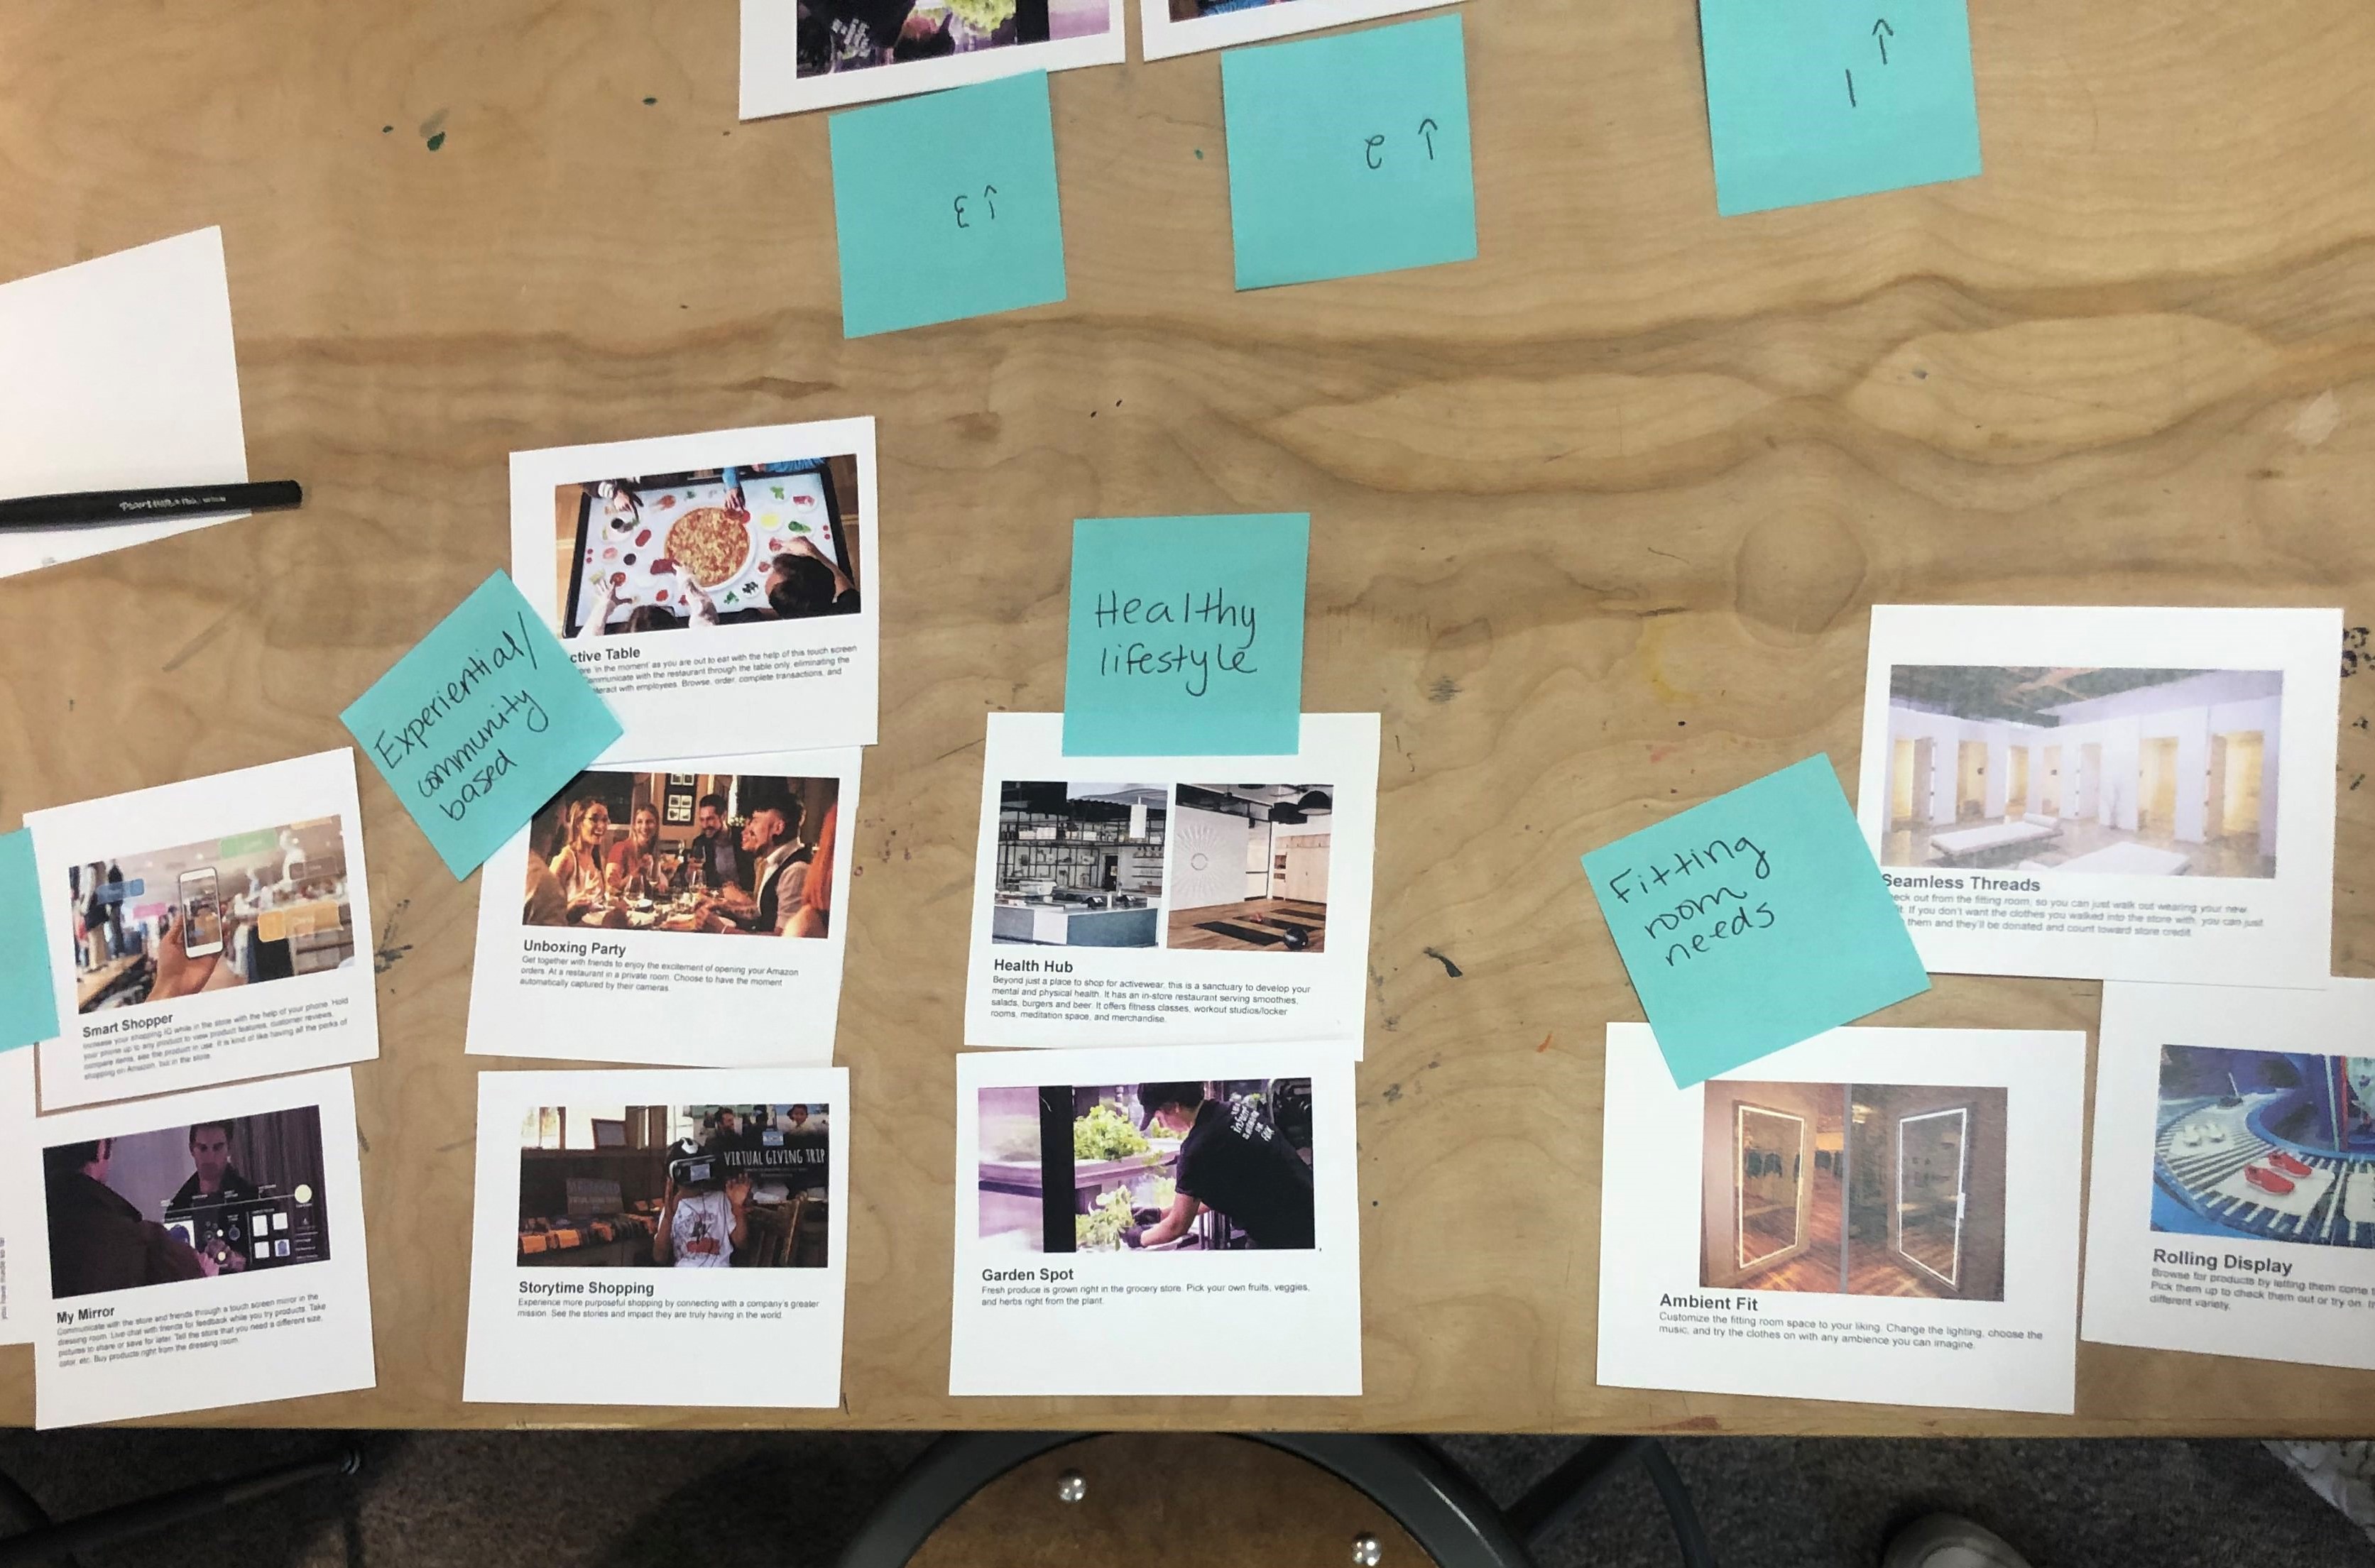 ↑ 3
↑ 2
↑ 1
Experiential/
community
based
Healthy
lifestyle
Fitting
room
needs
ctive Table
in the moment as you are out to eat with the help of this touch screen
ommunicate with the restaurant through the table only, eliminating the
teract with employees. Browse, order, complete transactions, and
Smart Shopper
Increase your shopping IQ while in the store with the help of your phone. Hold
your phone up to any product to view product features, customer reviews,
compare items, see the product in use. It is kind of like having all the perks of
shopping on Amazon, but in the store.
My Mirror
Communicate with the store and friends through a touch screen mirror in the
dressing room. Live chat with friends for feedback while you try products. Take
pictures to share or save for later. Tell the store that you need a different size,
color, etc. Buy products right from the dressing room.
Unboxing Party
Get together with friends to enjoy the excitement of opening your Amazon
orders. At a restaurant in a private room. Choose to have the moment
automatically captured by their cameras.
VIRTUAL GIVING TRIP
Storytime Shopping
Experience more purposeful shopping by connecting with a company's greater
mission. See the stories and impact they are truly having in the world
Health Hub
Beyond just a place to shop for activewear, this is a sanctuary to develop your
mental and physical health. It has an in-store restaurant serving smoothies,
salads, burgers and beer. It offers fitness classes, workout studios/locker
rooms, meditation space, and merchandise.
Garden Spot
Fresh produce is grown right in the grocery store. Pick your own fruits, veggies,
and herbs right from the plant.
Seamless Threads
eck out from the fitting room, so you can just walk out wearing your new
t. If you don't want the clothes you walked into the store with, you can just
them and they'll be donated and count toward store credit.
Ambient Fit
Customize the fitting room space to your liking. Change the lighting, choose the
music, and try the clothes on with any ambience you can imagine.
Rolling Display
Browse for products by letting them come t
Pick them up to check them out or try on.
different variety.